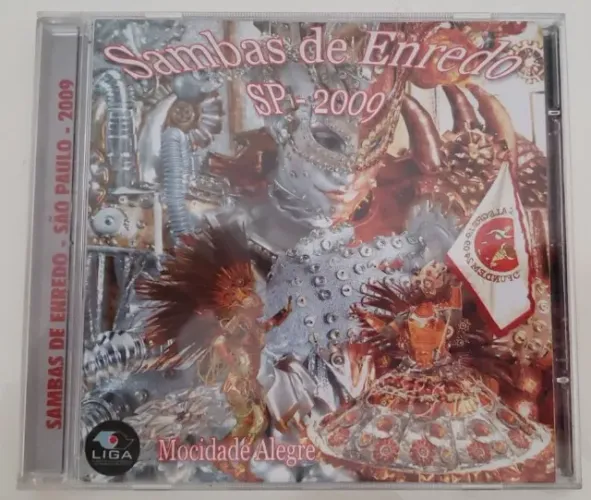 Sambas de Enredo
SP - 2009
SAMBAS DE ENREDO - SÃO PAULO - 2009
Mocidade Alegre
LIGA